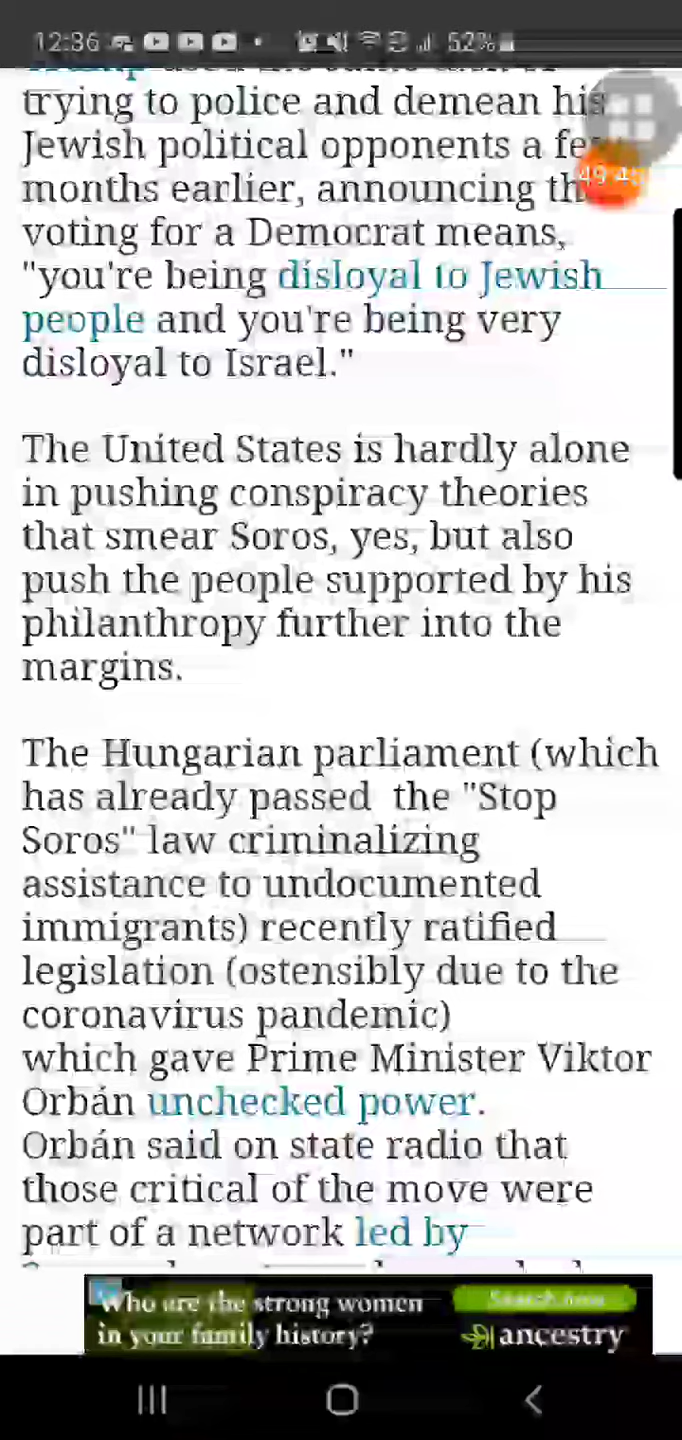 12:36
52%
trying to police and demean his
Jewish political opponents a
months earlier, announcing
49:4
voting for a Democrat means,
"you're being disloyal to Jewish
people and you're being very
disloyal to Israel."
The United States is hardly alone
in pushing conspiracy theories
that smear Soros, yes, but also
push the people supported by his
philanthropy further into the
margins.
The Hungarian parliament (which
has already passed the "Stop
Soros" law criminalizing
assistance to undocumented
immigrants) recently ratified
legislation (ostensibly due to the
coronavirus pandemic)
which gave Prime Minister Viktor
Orbán unchecked power.
Orbán said on state radio that
those critical of the move were
part of a network led by
Who are the strong women
in your family history?
Search now
ancestry